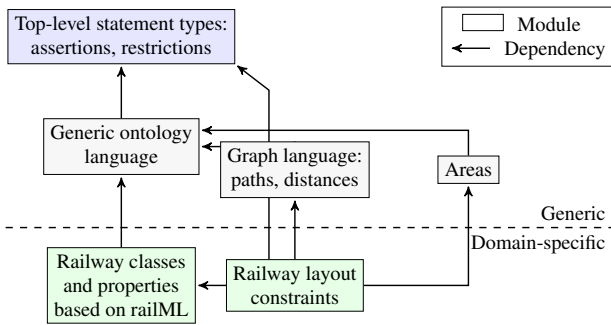 Top-level statement types:
assertions, restrictions
Module
Dependency
Generic ontology
language
Graph language:
paths, distances
Areas
Generic
Domain-specific
Railway classes
and properties
based on railML
Railway layout
constraints